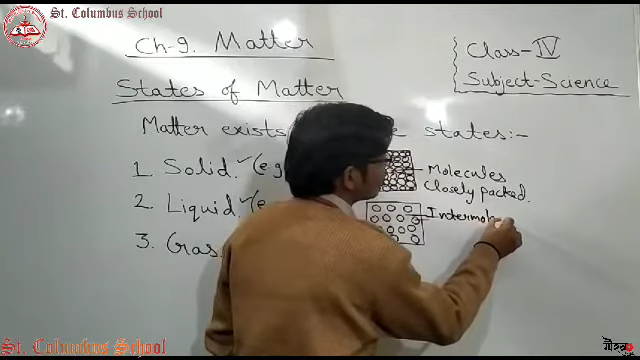 St. Columbus School
Ch-9. Matter
Class-IV
Subject-Science
States of Matter
Matter exists e states:-
1. Solid. (e.g
Molecules
Closely packed.
2. Liquid. (e.
Intermol
3. Gas.
St. Columbus School